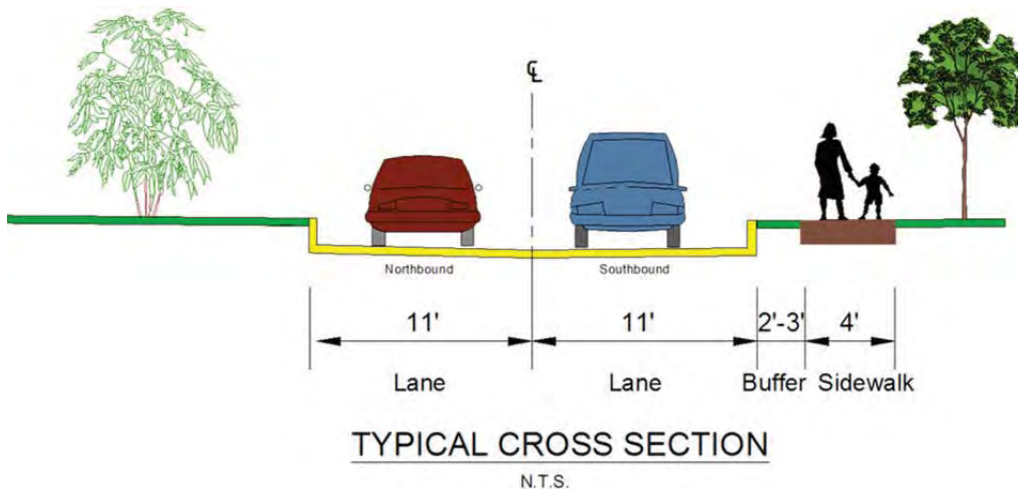 ℄
Northbound Southbound
11' 11' 2'-3' 4'
Lane Lane Buffer Sidewalk
TYPICAL CROSS SECTION
N.T.S.